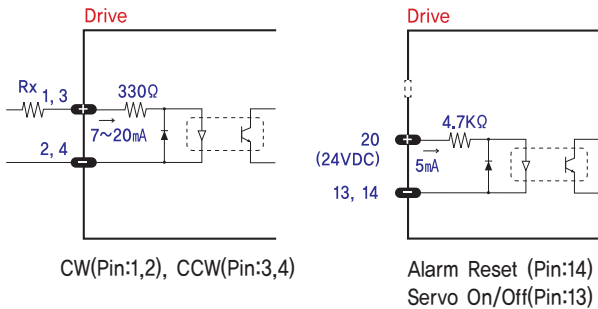 Drive
Rx
1, 3
330Ω
7~20mA
2, 4
CW(Pin:1,2), CCW(Pin:3,4)
Drive
4.7KΩ
20
(24VDC)
5mA
13, 14
Alarm Reset (Pin:14)
Servo On/Off(Pin:13)